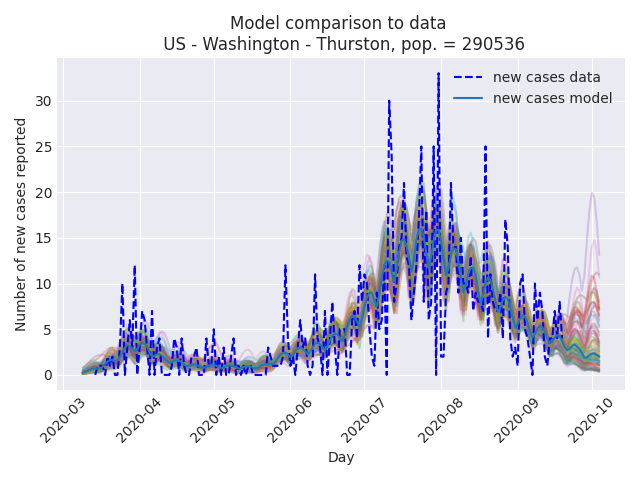 Model comparison to data
US - Washington - Thurston, pop. = 290536
new cases data
new cases model
Number of new cases reported
30
25
20
15
10
5
0
2020-03
2020-04
2020-05
2020-06
2020-07
2020-08
2020-09
2020-10
Day